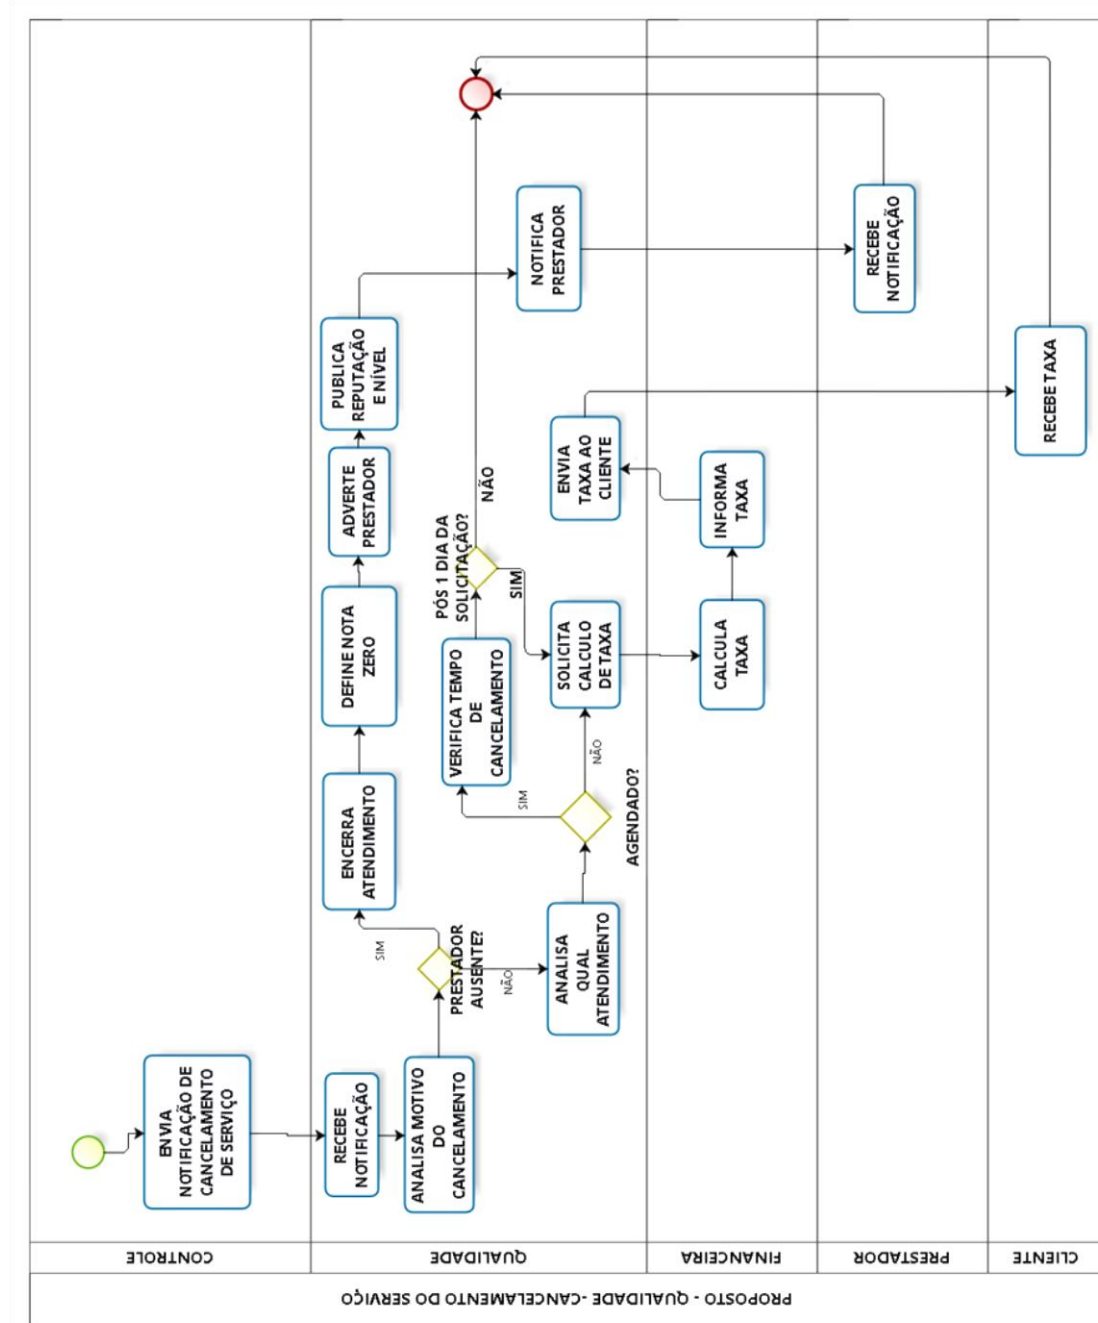 PROPOSTO - QUALIDADE -CANCELAMENTO DO SERVIÇO
CONTROLE
ENVIA
NOTIFICAÇÃO DE
CANCELAMENTO
DE SERVIÇO
QUALIDADE
RECEBE
NOTIFICAÇÃO
ANALISA MOTIVO
DO
CANCELAMENTO
PRESTADOR
AUSENTE?
SIM
NÃO
ENCERRA
ATENDIMENTO
DEFINE NOTA
ZERO
ADVERTE
PRESTADOR
PUBLICA
REPUTAÇÃO
E NÍVEL
NOTIFICA
PRESTADOR
ANALISA
QUAL
ATENDIMENTO
AGENDADO?
SIM
NÃO
VERIFICA TEMPO
DE
CANCELAMENTO
PÓS 1 DIA DA
SOLICITAÇÃO?
NÃO
SIM
SOLICITA
CALCULO
DE TAXA
ENVIA
TAXA AO
CLIENTE
FINANCEIRA
CALCULA
TAXA
INFORMA
TAXA
PRESTADOR
RECEBE
NOTIFICAÇÃO
CLIENTE
RECEBE TAXA